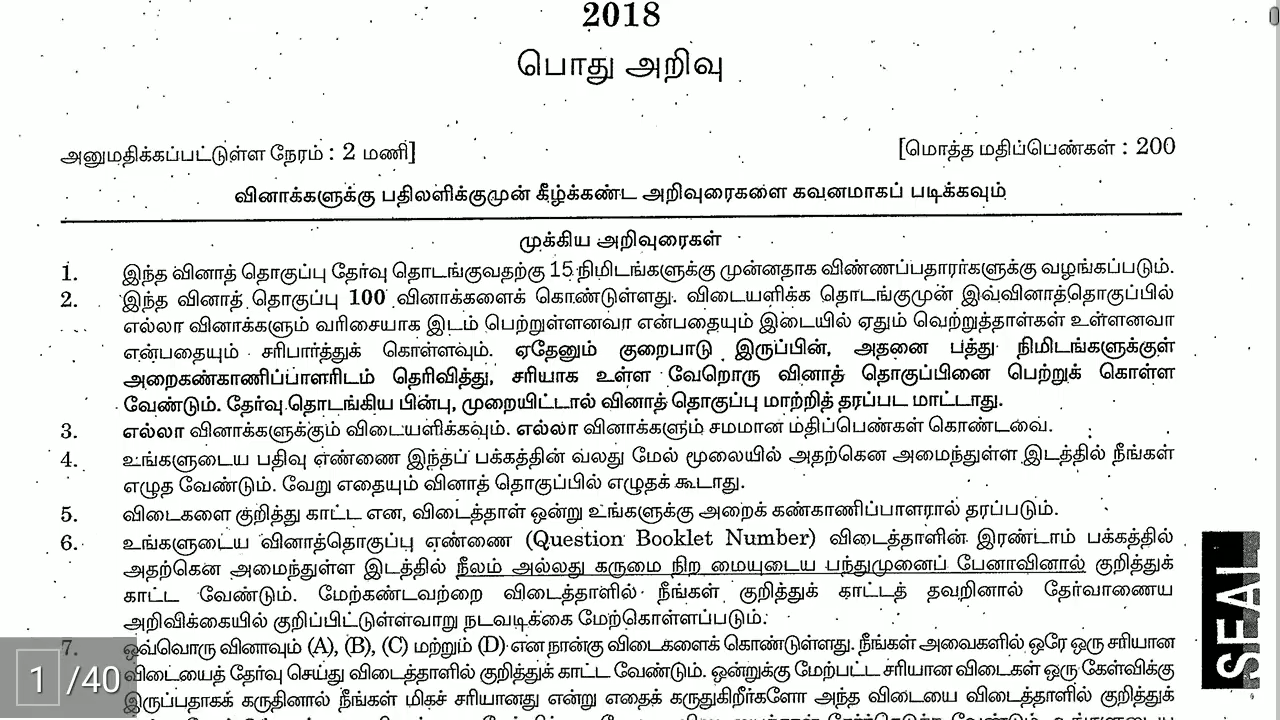 2018
பொது அறிவு
அனுமதிக்கப்பட்டுள்ள நேரம் : 2 மணி]
[மொத்த மதிப்பெண்கள் : 200
வினாக்களுக்கு பதிலளிக்குமுன் கீழ்க்கண்ட அறிவுரைகளை கவனமாகப் படிக்கவும்
முக்கிய அறிவுரைகள்
1. இந்த வினாத் தொகுப்பு தேர்வு தொடங்குவதற்கு 15 நிமிடங்களுக்கு முன்னதாக விண்ணப்பதாரர்களுக்கு வழங்கப்படும்.
2. இந்த வினாத் தொகுப்பு 100 வினாக்களைக் கொண்டுள்ளது. விடையளிக்க தொடங்குமுன் இவ்வினாத்தொகுப்பில்
எல்லா வினாக்களும் வரிசையாக இடம் பெற்றுள்ளனவா என்பதையும் இடையில் ஏதும் வெற்றுத்தாள்கள் உள்ளனவா
என்பதையும் சரிபார்த்துக் கொள்ளவும். ஏதேனும் குறைபாடு இருப்பின், அதனை பத்து நிமிடங்களுக்குள்
அறைகண்காணிப்பாளரிடம் தெரிவித்து, சரியாக உள்ள வேறொரு வினாத் தொகுப்பினை பெற்றுக் கொள்ள
வேண்டும். தேர்வு தொடங்கிய பின்பு, முறையிட்டால் வினாத் தொகுப்பு மாற்றித் தரப்பட மாட்டாது.
3. எல்லா வினாக்களுக்கும் விடையளிக்கவும். எல்லா வினாக்களும் சமமான மதிப்பெண்கள் கொண்டவை.
4. உங்களுடைய பதிவு எண்ணை இந்தப் பக்கத்தின் வலது மேல் மூலையில் அதற்கென அமைந்துள்ள இடத்தில் நீங்கள்
எழுத வேண்டும். வேறு எதையும் வினாத் தொகுப்பில் எழுதக் கூடாது.
5. விடைகளை குறித்து காட்ட என, விடைத்தாள் ஒன்று உங்களுக்கு அறைக் கண்காணிப்பாளரால் தரப்படும்.
6. உங்களுடைய வினாத்தொகுப்பு எண்ணை (Question Booklet Number) விடைத்தாளின் இரண்டாம் பக்கத்தில்
அதற்கென அமைந்துள்ள இடத்தில் நீலம் அல்லது கருமை நிற மையுடைய பந்துமுனைப் பேனாவினால் குறித்துக்
காட்ட வேண்டும். மேற்கண்டவற்றை விடைத்தாளில் நீங்கள் குறித்துக் காட்டத் தவறினால் தேர்வாணைய
அறிவிக்கையில் குறிப்பிட்டுள்ளவாறு நடவடிக்கை மேற்கொள்ளப்படும்.
7. ஒவ்வொரு வினாவும் (A), (B), (C) மற்றும் (D) என நான்கு விடைகளைக் கொண்டுள்ளது. நீங்கள் அவைகளில் ஒரே ஒரு சரியான
விடையைத் தேர்வு செய்து விடைத்தாளில் குறித்துக் காட்ட வேண்டும். ஒன்றுக்கு மேற்பட்ட சரியான விடைகள் ஒரு கேள்விக்கு
இருப்பதாகக் கருதினால் நீங்கள் மிகச் சரியானது என்று எதைக் கருதுகிறீர்களோ அந்த விடையை விடைத்தாளில் குறித்துக்
SEAL
1 /40